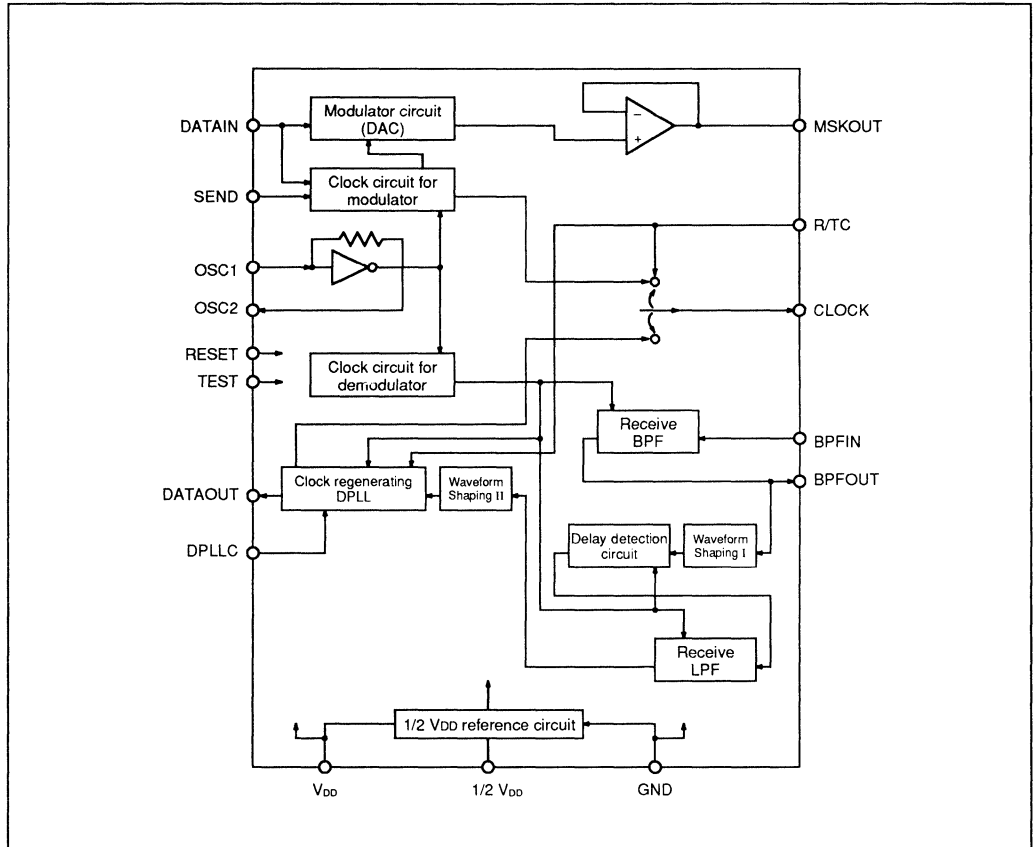 Modulator circuit
(DAC)
−
+
DATAIN
MSKOUT
Clock circuit for
modulator
SEND
R/TC
OSC1
OSC2
CLOCK
RESET
TEST
Clock circuit for
demodulator
Receive
BPF
BPFIN
BPFOUT
Clock regenerating
DPLL
Waveform
Shaping II
DATAOUT
DPLLC
Delay detection
circuit
Waveform
Shaping I
Receive
LPF
1/2 VDD reference circuit
VDD
1/2 VDD
GND